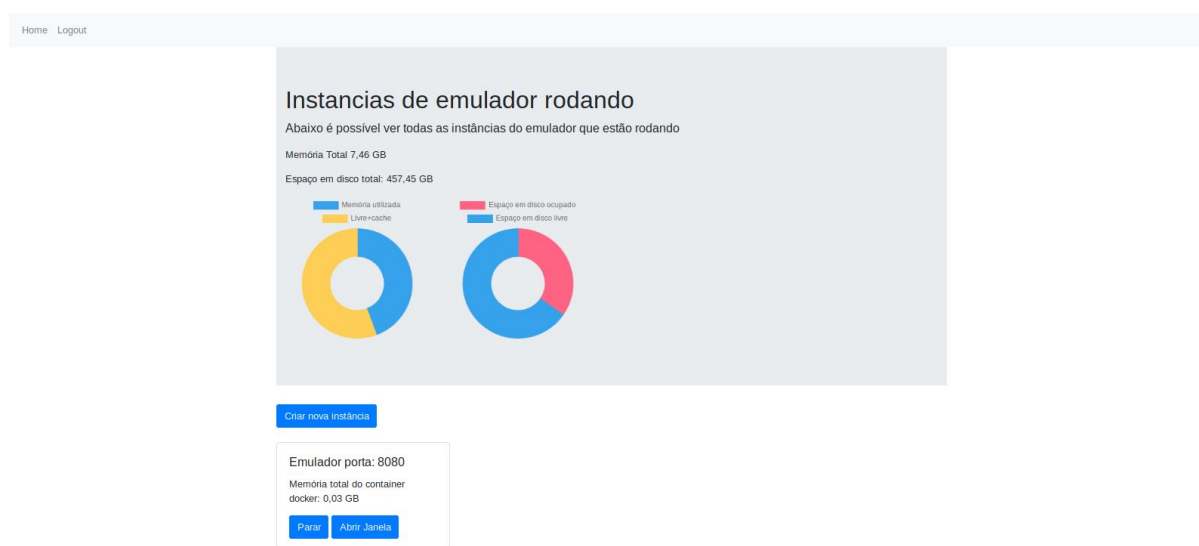 Home Logout
Instancias de emulador rodando
Abaixo é possível ver todas as instâncias do emulador que estão rodando
Memória Total 7,46 GB
Espaço em disco total: 457,45 GB
Memória utilizada
Livre+cache
Espaço em disco ocupado
Espaço em disco livre
Criar nova instância
Emulador porta: 8080
Memória total do container
docker: 0,03 GB
Parar Abrir Janela